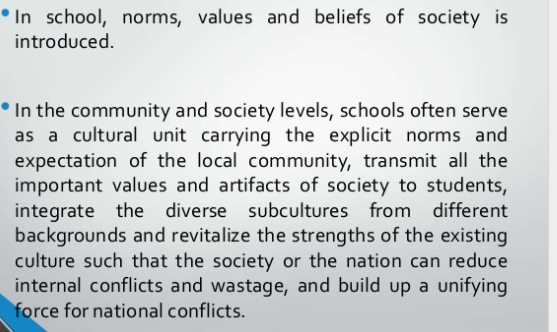 In school, norms, values and beliefs of society is
introduced.
In the community and society levels, schools often serve
as a cultural unit carrying the explicit norms and
expectation of the local community, transmit all the
important values and artifacts of society to students,
integrate the diverse subcultures from different
backgrounds and revitalize the strengths of the existing
culture such that the society or the nation can reduce
internal conflicts and wastage, and build up a unifying
force for national conflicts.